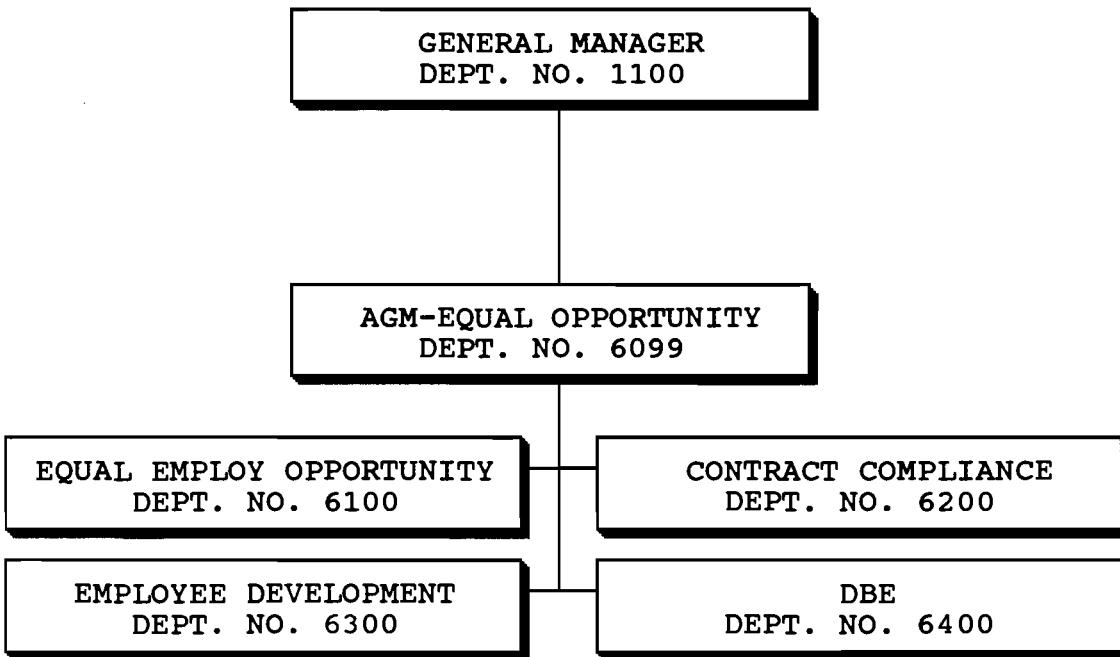 GENERAL MANAGER
DEPT. NO. 1100
AGM-EQUAL OPPORTUNITY
DEPT. NO. 6099
EQUAL EMPLOY OPPORTUNITY
DEPT. NO. 6100
CONTRACT COMPLIANCE
DEPT. NO. 6200
EMPLOYEE DEVELOPMENT
DEPT. NO. 6300
DBE
DEPT. NO. 6400